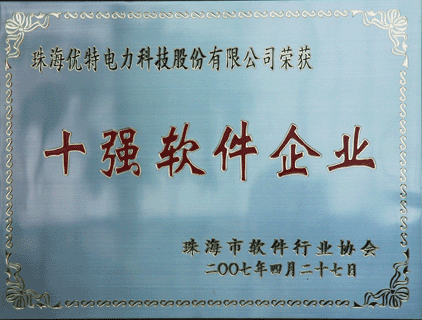 珠海优特电力科技股份有限公司荣获
十强软件企业
珠海市软件行业协会
二〇〇七年四月二十七日